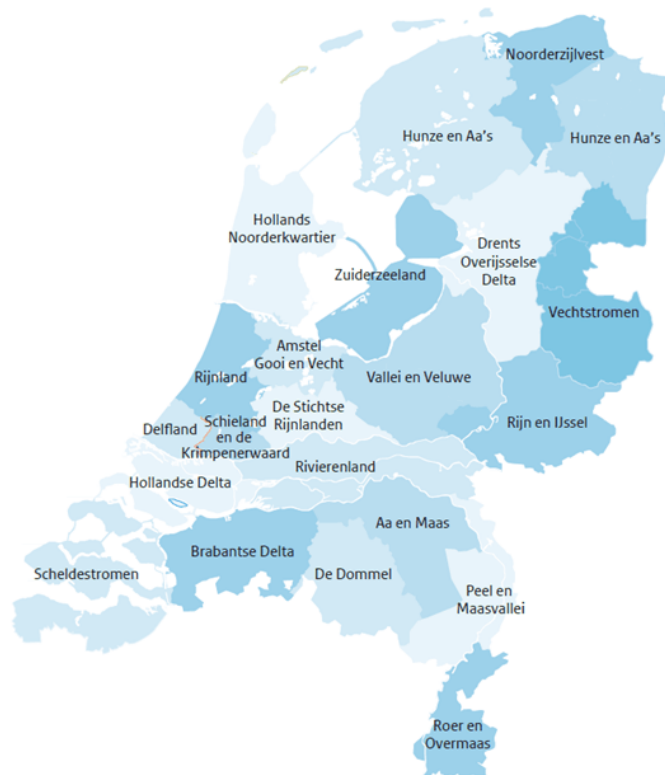 Noorderzijlvest
Hunze en Aa's
Hunze en Aa's
Hollands
Noorderkwartier
Drents
Overijsselse
Delta
Zuiderzeeland
Vechtstromen
Amstel
Gooi en Vecht
Rijnland
Vallei en Veluwe
De Stichtse
Rijnlanden
Delfland
Schieland
en de
Krimpenerwaard
Rijn en IJssel
Rivierenland
Hollandse Delta
Aa en Maas
Brabantse Delta
De Dommel
Scheldestromen
Peel en
Maasvallei
Roer en
Overmaas